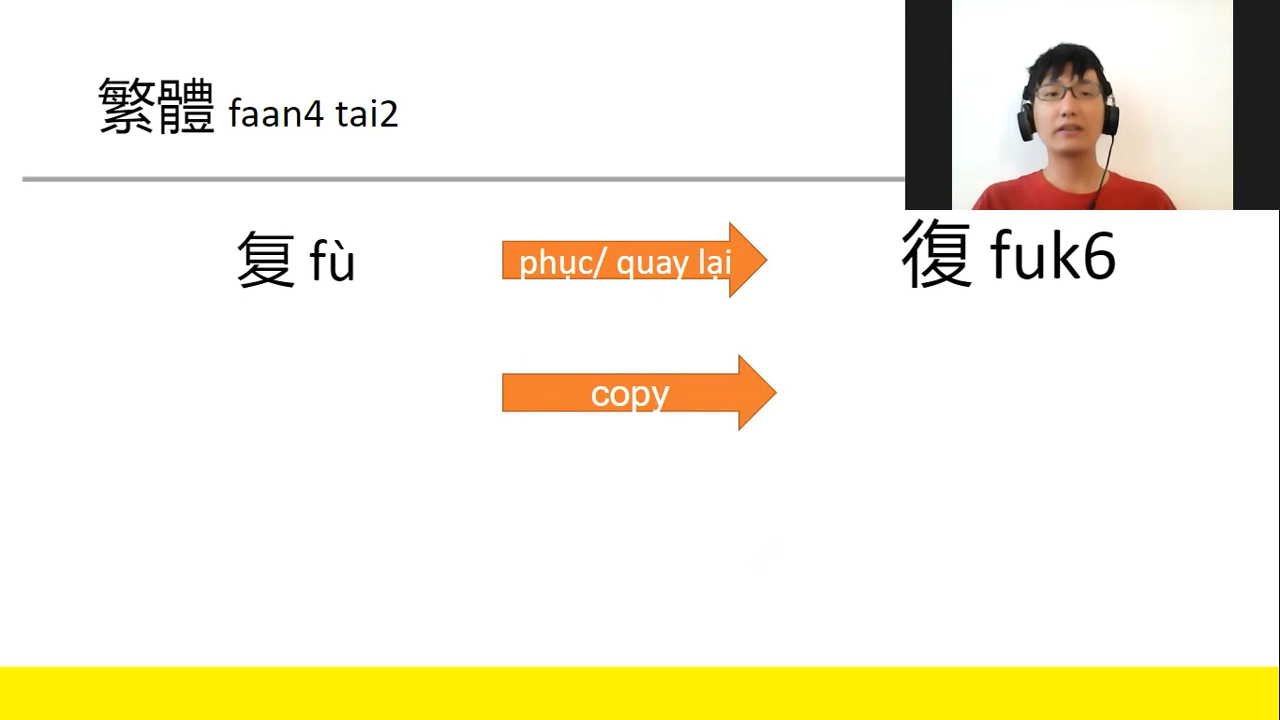 繁體 faan4 tai2
复 fù
phục/ quay lại
復 fuk6
copy